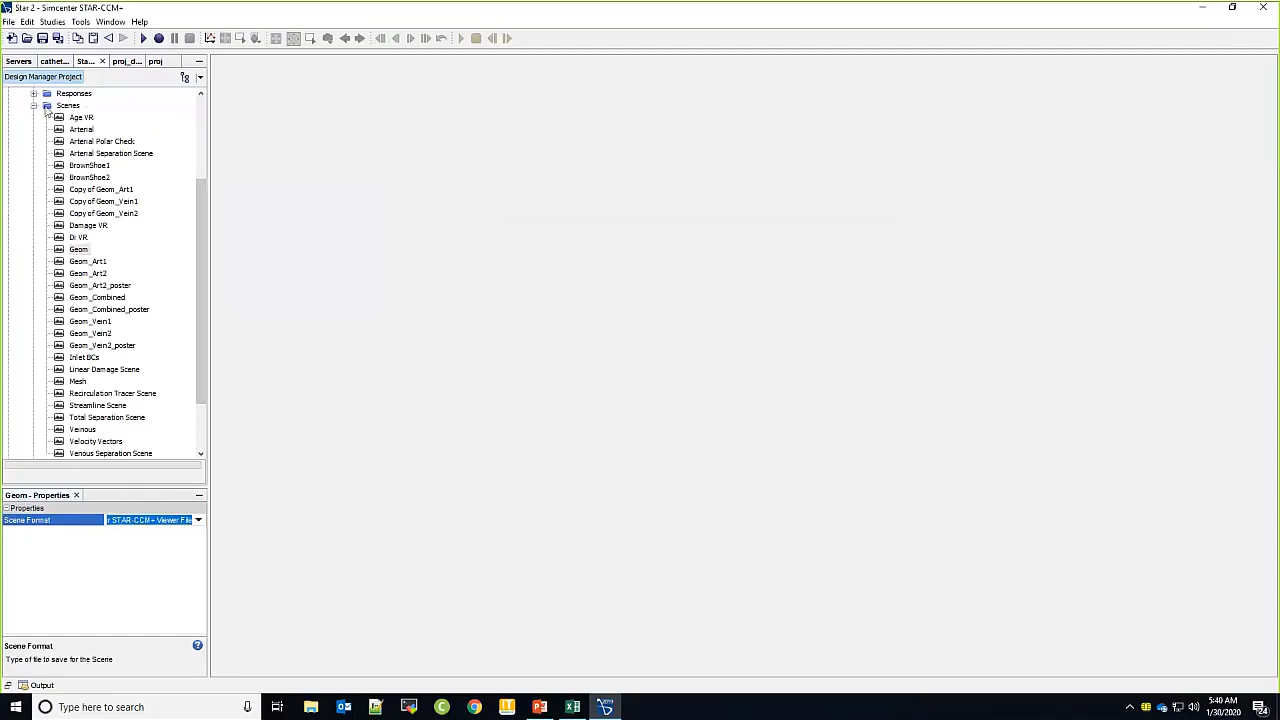 Star 2 - Simcenter STAR-CCM+
File Edit Studies Tools Window Help
Servers cathet... Sta... proj_d... proj
Design Manager Project
Responses
Scenes
Age VR
Arterial
Arterial Polar Check
Arterial Separation Scene
BrownShoe1
BrownShoe2
Copy of Geom_Art1
Copy of Geom_Vein1
Copy of Geom_Vein2
Damage VR
Di VR
Geom
Geom_Art1
Geom_Art2
Geom_Art2_poster
Geom_Combined
Geom_Combined_poster
Geom_Vein1
Geom_Vein2
Geom_Vein2_poster
Inlet BCs
Linear Damage Scene
Mesh
Recirculation Tracer Scene
Streamline Scene
Total Separation Scene
Veinous
Velocity Vectors
Venous Separation Scene
Geom - Properties
Properties
Scene Format r STAR-CCM+ Viewer File
Scene Format
Type of file to save for the Scene
Output
Type here to search
5:40 AM
1/30/2020